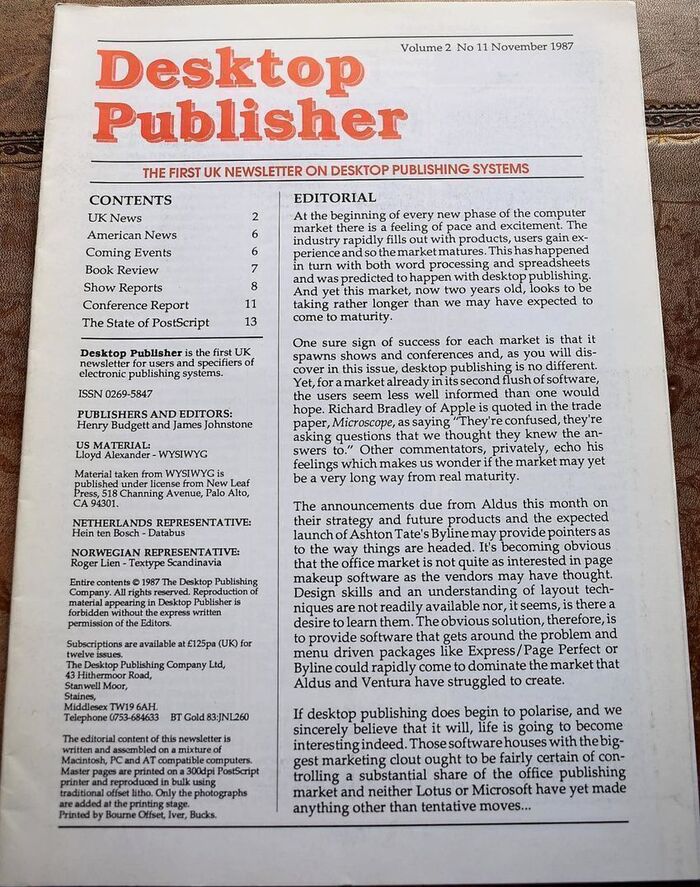 Volume 2 No 11 November 1987
Desktop
Publisher
THE FIRST UK NEWSLETTER ON DESKTOP PUBLISHING SYSTEMS
CONTENTS
UK News 2
American News 6
Coming Events 6
Book Review 7
Show Reports 8
Conference Report 11
The State of PostScript 13
Desktop Publisher is the first UK
newsletter for users and specifiers of
electronic publishing systems.
ISSN 0269-5847
PUBLISHERS AND EDITORS:
Henry Budgett and James Johnstone
US MATERIAL:
Lloyd Alexander - WYSIWYG
Material taken from WYSIWYG is
published under license from New Leaf
Press, 518 Channing Avenue, Palo Alto,
CA 94301.
NETHERLANDS REPRESENTATIVE:
Hein ten Bosch - Databus
NORWEGIAN REPRESENTATIVE:
Roger Lien - Textype Scandinavia
Entire contents © 1987 The Desktop Publishing
Company. All rights reserved. Reproduction of
material appearing in Desktop Publisher is
forbidden without the express written
permission of the Editors.
Subscriptions are available at £125pa (UK) for
twelve issues.
The Desktop Publishing Company Ltd,
43 Hithermoor Road,
Stanwell Moor,
Staines,
Middlesex TW19 6AH.
Telephone 0753-684633 BT Gold 83:JNL260
The editorial content of this newsletter is
written and assembled on a mixture of
Macintosh, PC and AT compatible computers.
Master pages are printed on a 300dpi PostScript
printer and reproduced in bulk using
traditional offset litho. Only the photographs
are added at the printing stage.
Printed by Bourne Offset, Iver, Bucks.
EDITORIAL
At the beginning of every new phase of the computer
market there is a feeling of pace and excitement. The
industry rapidly fills out with products, users gain ex-
perience and so the market matures. This has happened
in turn with both word processing and spreadsheets
and was predicted to happen with desktop publishing.
And yet this market, now two years old, looks to be
taking rather longer than we may have expected to
come to maturity.
One sure sign of success for each market is that it
spawns shows and conferences and, as you will dis-
cover in this issue, desktop publishing is no different.
Yet, for a market already in its second flush of software,
the users seem less well informed than one would
hope. Richard Bradley of Apple is quoted in the trade
paper, Microscope, as saying "They're confused, they're
asking questions that we thought they knew the an-
swers to." Other commentators, privately, echo his
feelings which makes us wonder if the market may yet
be a very long way from real maturity.
The announcements due from Aldus this month on
their strategy and future products and the expected
launch of Ashton Tate's Byline may provide pointers as
to the way things are headed. It's becoming obvious
that the office market is not quite as interested in page
makeup software as the vendors may have thought.
Design skills and an understanding of layout tech-
niques are not readily available nor, it seems, is there a
desire to learn them. The obvious solution, therefore, is
to provide software that gets around the problem and
menu driven packages like Express/Page Perfect or
Byline could rapidly come to dominate the market that
Aldus and Ventura have struggled to create.
If desktop publishing does begin to polarise, and we
sincerely believe that it will, life is going to become
interesting indeed. Those software houses with the big-
gest marketing clout ought to be fairly certain of con-
trolling a substantial share of the office publishing
market and neither Lotus or Microsoft have yet made
anything other than tentative moves...